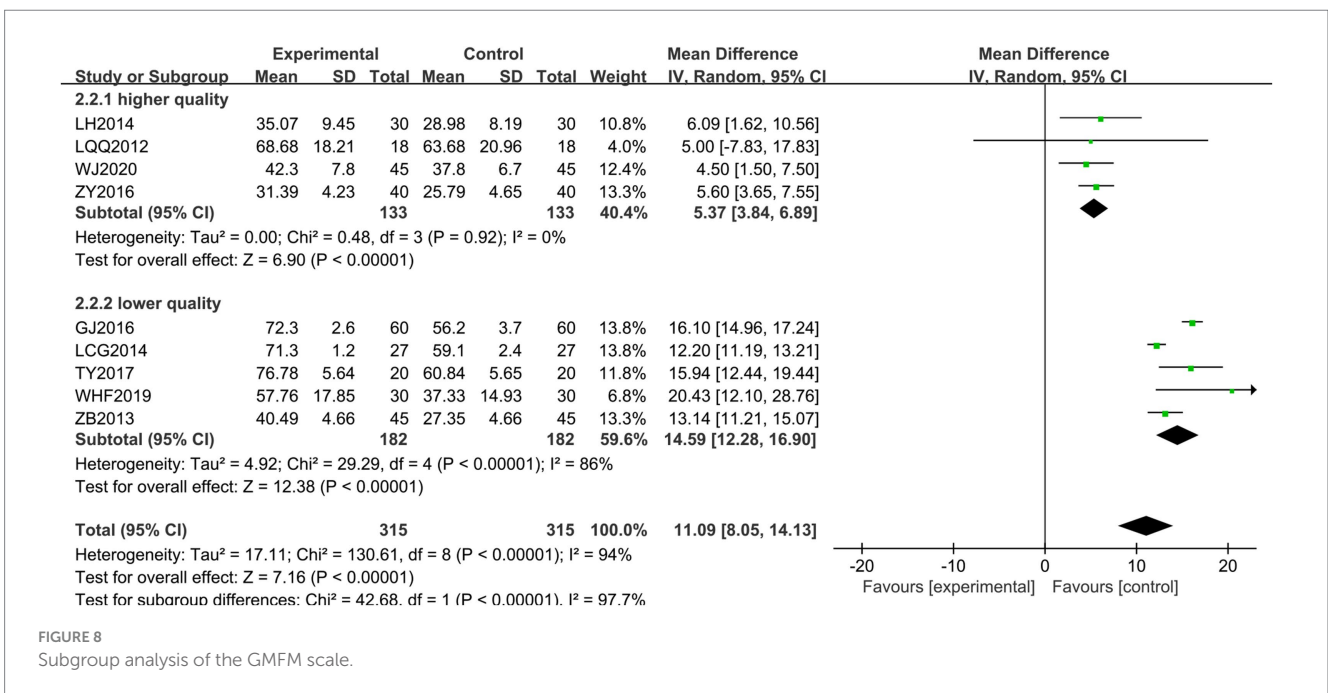 Experimental Control Mean Difference Mean Difference
Study or Subgroup Mean SD Total Mean SD Total Weight IV, Random, 95% CI IV, Random, 95% CI
2.2.1 higher quality
LH2014 35.07 9.45 30 28.98 8.19 30 10.8% 6.09 [1.62, 10.56]
LQQ2012 68.68 18.21 18 63.68 20.96 18 4.0% 5.00 [-7.83, 17.83]
WJ2020 42.3 7.8 45 37.8 6.7 45 12.4% 4.50 [1.50, 7.50]
ZY2016 31.39 4.23 40 25.79 4.65 40 13.3% 5.60 [3.65, 7.55]
Subtotal (95% CI) 133 133 40.4% 5.37 [3.84, 6.89]
Heterogeneity: Tau² = 0.00; Chi² = 0.48, df = 3 (P = 0.92); I² = 0%
Test for overall effect: Z = 6.90 (P < 0.00001)
2.2.2 lower quality
GJ2016 72.3 2.6 60 56.2 3.7 60 13.8% 16.10 [14.96, 17.24]
LCG2014 71.3 1.2 27 59.1 2.4 27 13.8% 12.20 [11.19, 13.21]
TY2017 76.78 5.64 20 60.84 5.65 20 11.8% 15.94 [12.44, 19.44]
WHF2019 57.76 17.85 30 37.33 14.93 30 6.8% 20.43 [12.10, 28.76]
ZB2013 40.49 4.66 45 27.35 4.66 45 13.3% 13.14 [11.21, 15.07]
Subtotal (95% CI) 182 182 59.6% 14.59 [12.28, 16.90]
Heterogeneity: Tau² = 4.92; Chi² = 29.29, df = 4 (P < 0.00001); I² = 86%
Test for overall effect: Z = 12.38 (P < 0.00001)
Total (95% CI) 315 315 100.0% 11.09 [8.05, 14.13]
Heterogeneity: Tau² = 17.11; Chi² = 130.61, df = 8 (P < 0.00001); I² = 94%
Test for overall effect: Z = 7.16 (P < 0.00001)
Test for subgroup differences: Chi² = 42.68, df = 1 (P < 0.00001), I² = 97.7%
-20 -10 0 10 20
Favours [experimental] Favours [control]
FIGURE 8
Subgroup analysis of the GMFM scale.